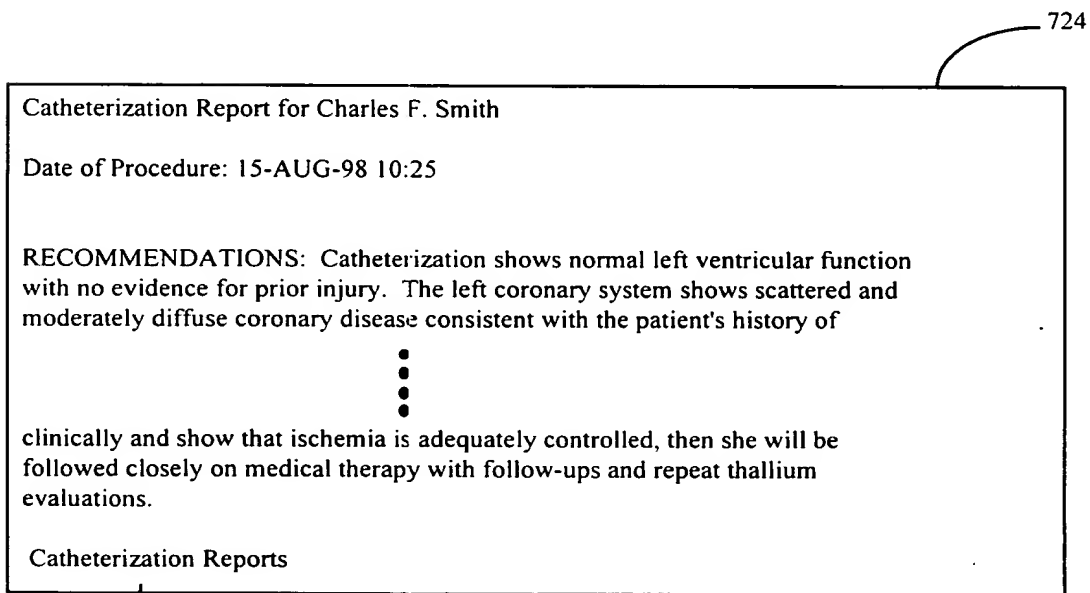 724
Catheterization Report for Charles F. Smith
Date of Procedure: 15-AUG-98 10:25
RECOMMENDATIONS: Catheterization shows normal left ventricular function
with no evidence for prior injury. The left coronary system shows scattered and
moderately diffuse coronary disease consistent with the patient's history of
clinically and show that ischemia is adequately controlled, then she will be
followed closely on medical therapy with follow-ups and repeat thallium
evaluations.
Catheterization Reports